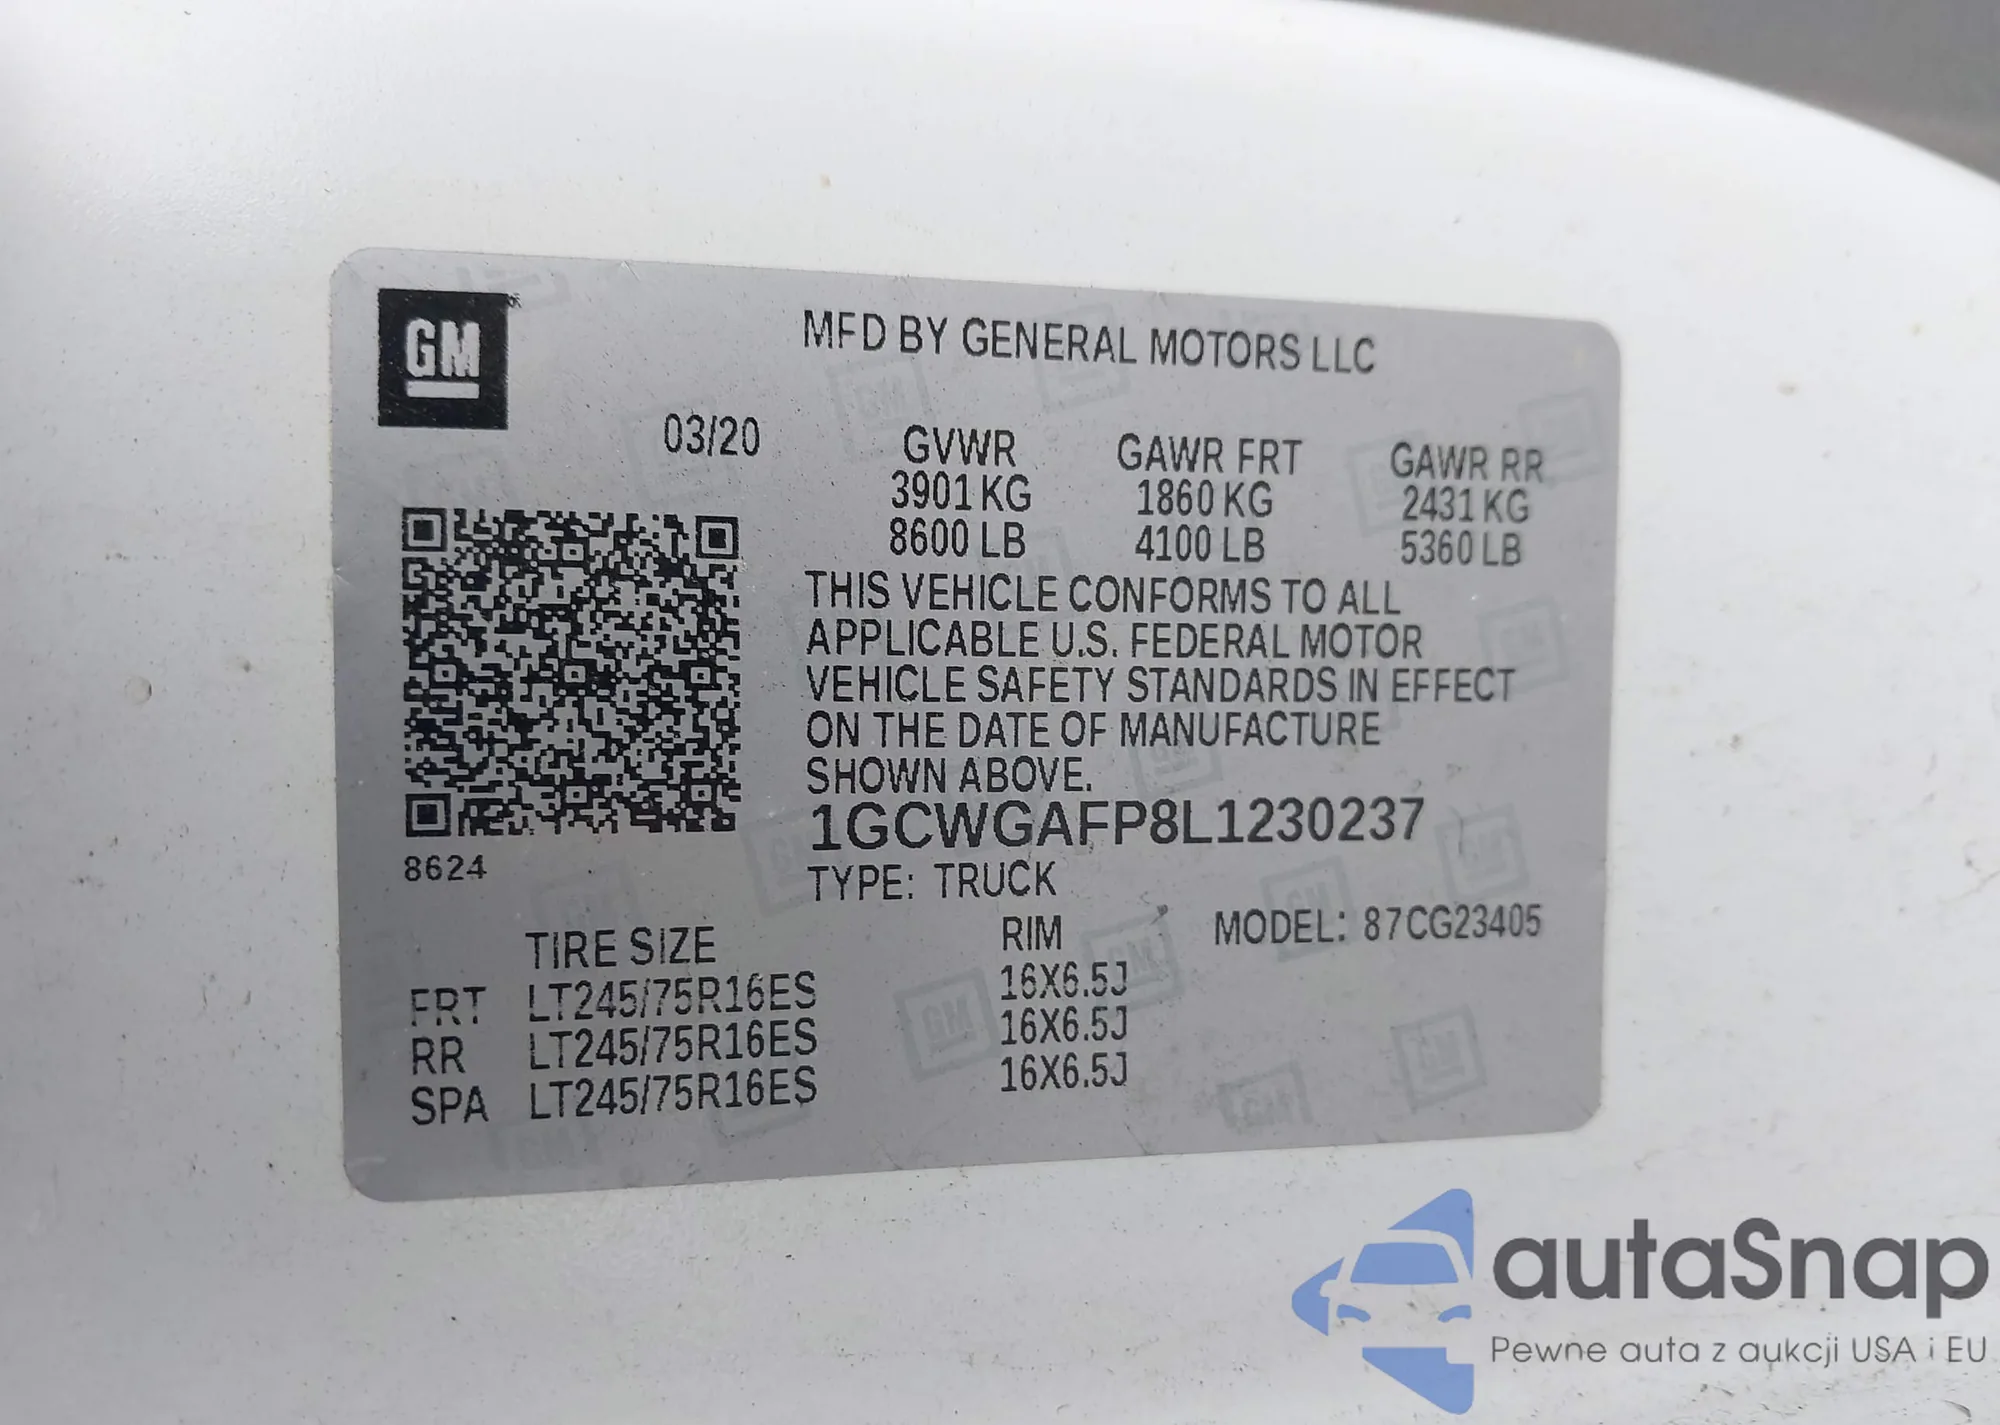 GM
MFD BY GENERAL MOTORS LLC
03/20
GVWR GAWR FRT GAWR RR
3901 KG 1860 KG 2431 KG
8600 LB 4100 LB 5360 LB
THIS VEHICLE CONFORMS TO ALL
APPLICABLE U.S. FEDERAL MOTOR
VEHICLE SAFETY STANDARDS IN EFFECT
ON THE DATE OF MANUFACTURE
SHOWN ABOVE.
1GCWGAFP8L1230237
8624
TYPE: TRUCK
TIRE SIZE RIM MODEL: 87CG23405
FRT LT245/75R16ES 16X6.5J
RR LT245/75R16ES 16X6.5J
SPA LT245/75R16ES 16X6.5J
autaSnap
Pewne auta z aukcji USA i EU